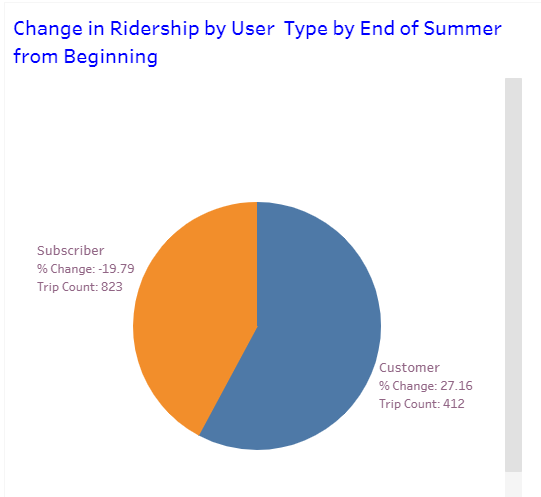 Change in Ridership by User  Type by End of Summer
from Beginning
Subscriber
% Change: -19.79
Trip Count: 823
Customer
% Change: 27.16
Trip Count: 412